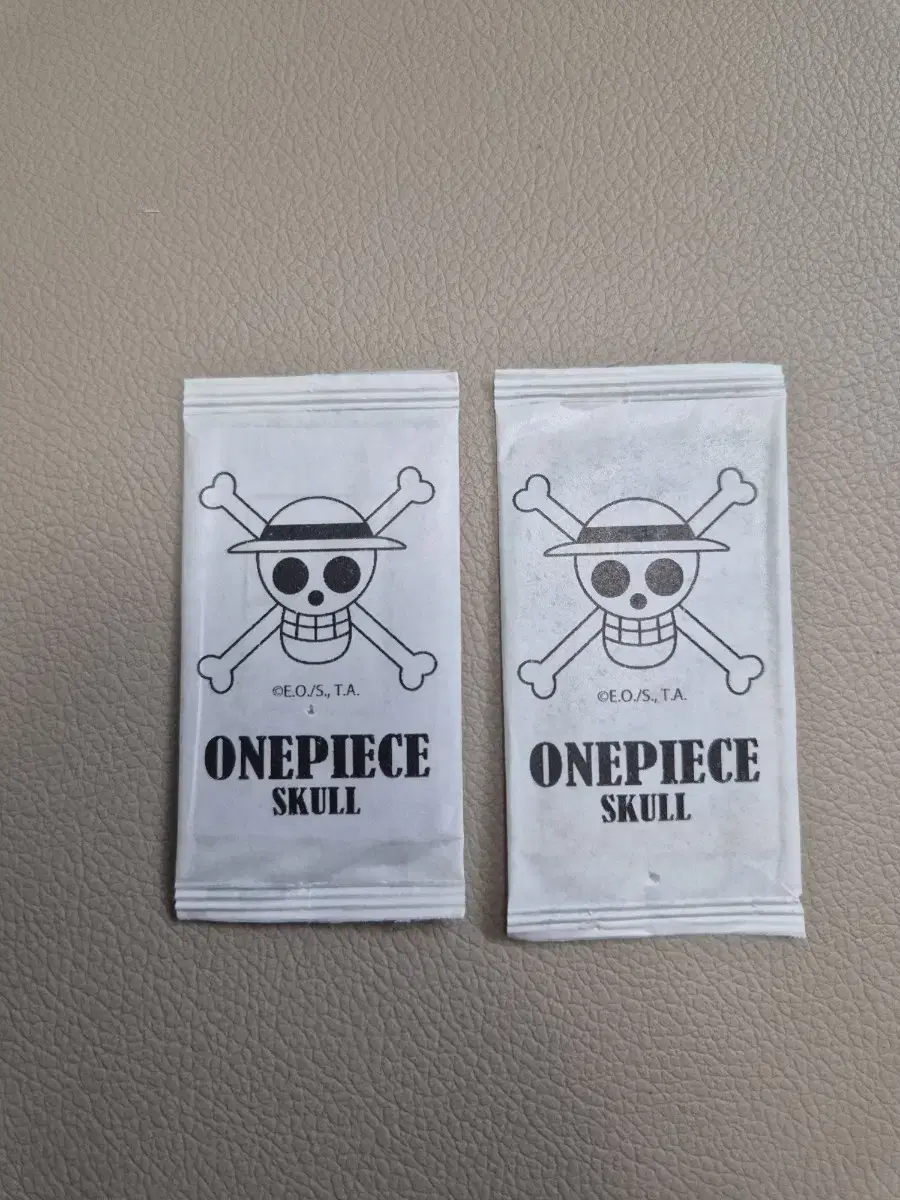 ©E.O./S., T.A.
ONEPIECE
SKULL
©E.O./S., T.A.
ONEPIECE
SKULL